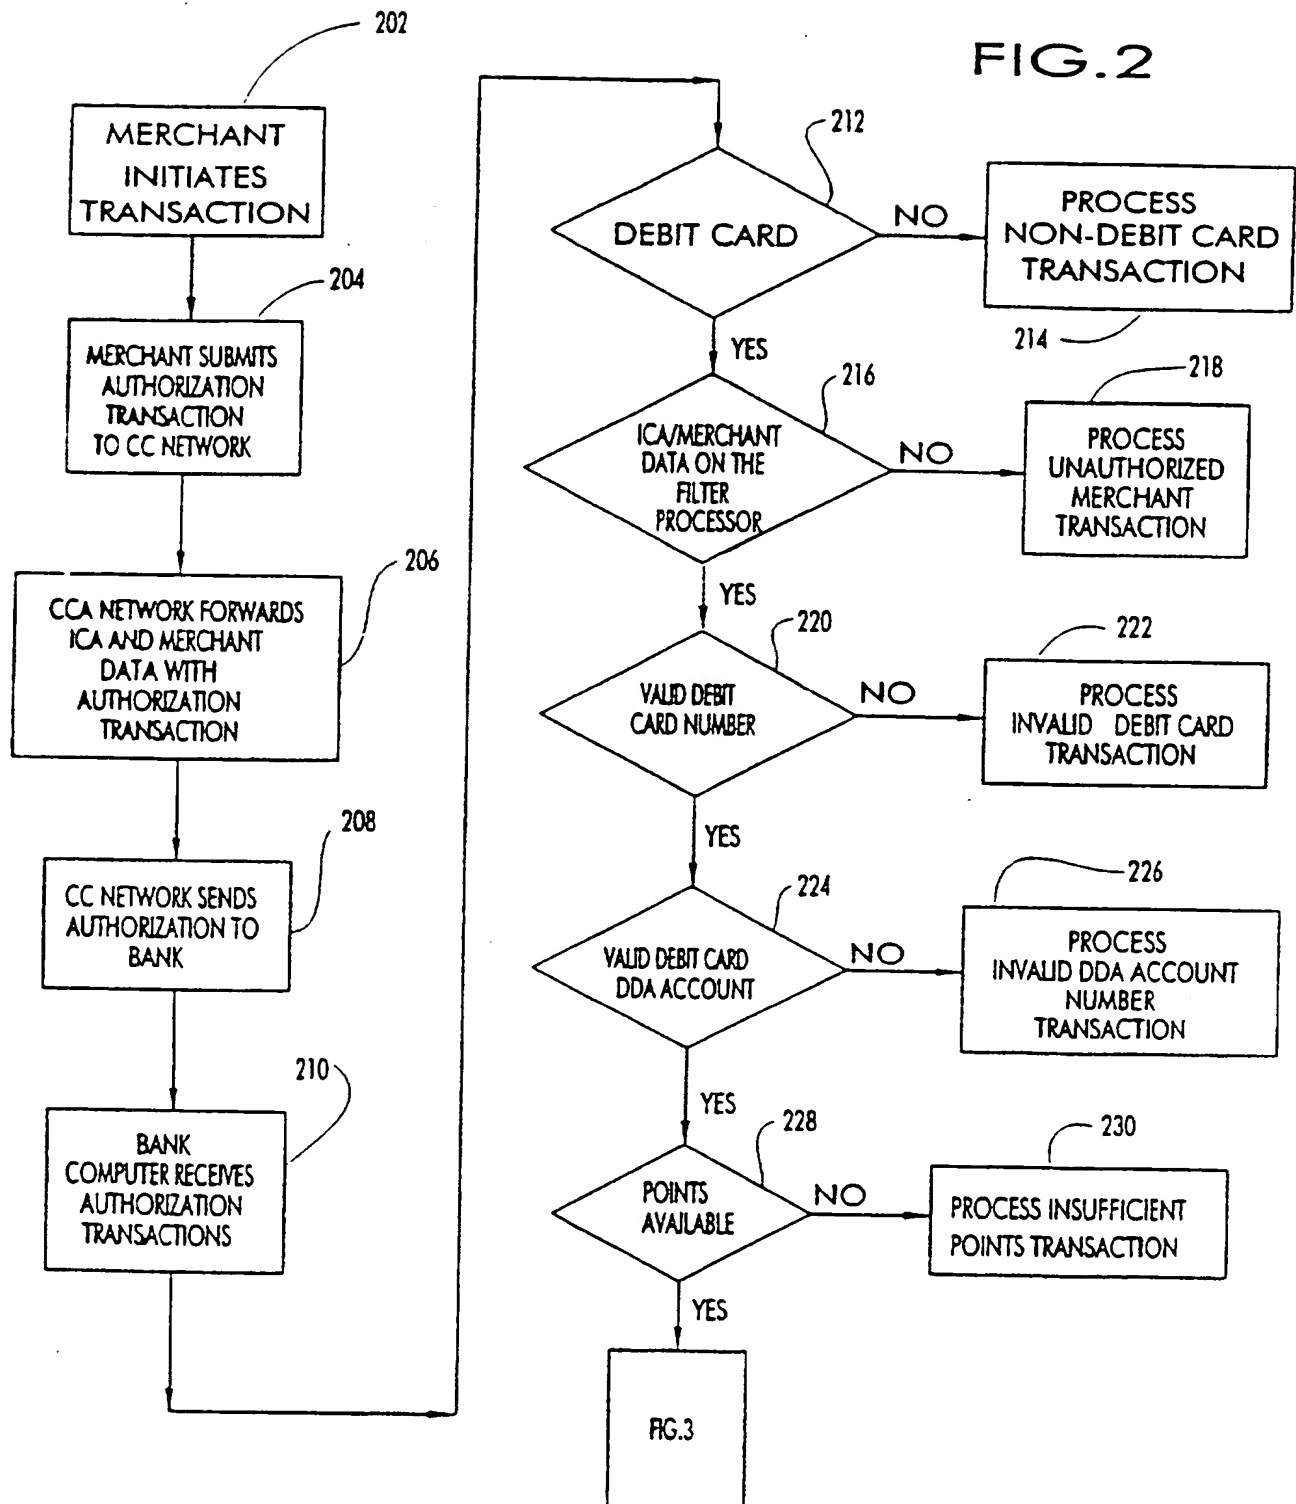 FIG.2
202
MERCHANT
INITIATES
TRANSACTION
204
MERCHANT SUBMITS
AUTHORIZATION
TRANSACTION
TO CC NETWORK
206
CCA NETWORK FORWARDS
ICA AND MERCHANT
DATA WITH
AUTHORIZATION
TRANSACTION
208
CC NETWORK SENDS
AUTHORIZATION TO
BANK
210
BANK
COMPUTER RECEIVES
AUTHORIZATION
TRANSACTIONS
212
DEBIT CARD
NO
PROCESS
NON-DEBIT CARD
TRANSACTION
214
YES
216
ICA/MERCHANT
DATA ON THE
FILTER
PROCESSOR
NO
218
PROCESS
UNAUTHORIZED
MERCHANT
TRANSACTION
YES
220
VALID DEBIT
CARD NUMBER
NO
222
PROCESS
INVALID DEBIT CARD
TRANSACTION
YES
224
VALID DEBIT CARD
DDA ACCOUNT
NO
226
PROCESS
INVALID DDA ACCOUNT
NUMBER
TRANSACTION
YES
228
POINTS
AVAILABLE
NO
230
PROCESS INSUFFICIENT
POINTS TRANSACTION
YES
FIG.3